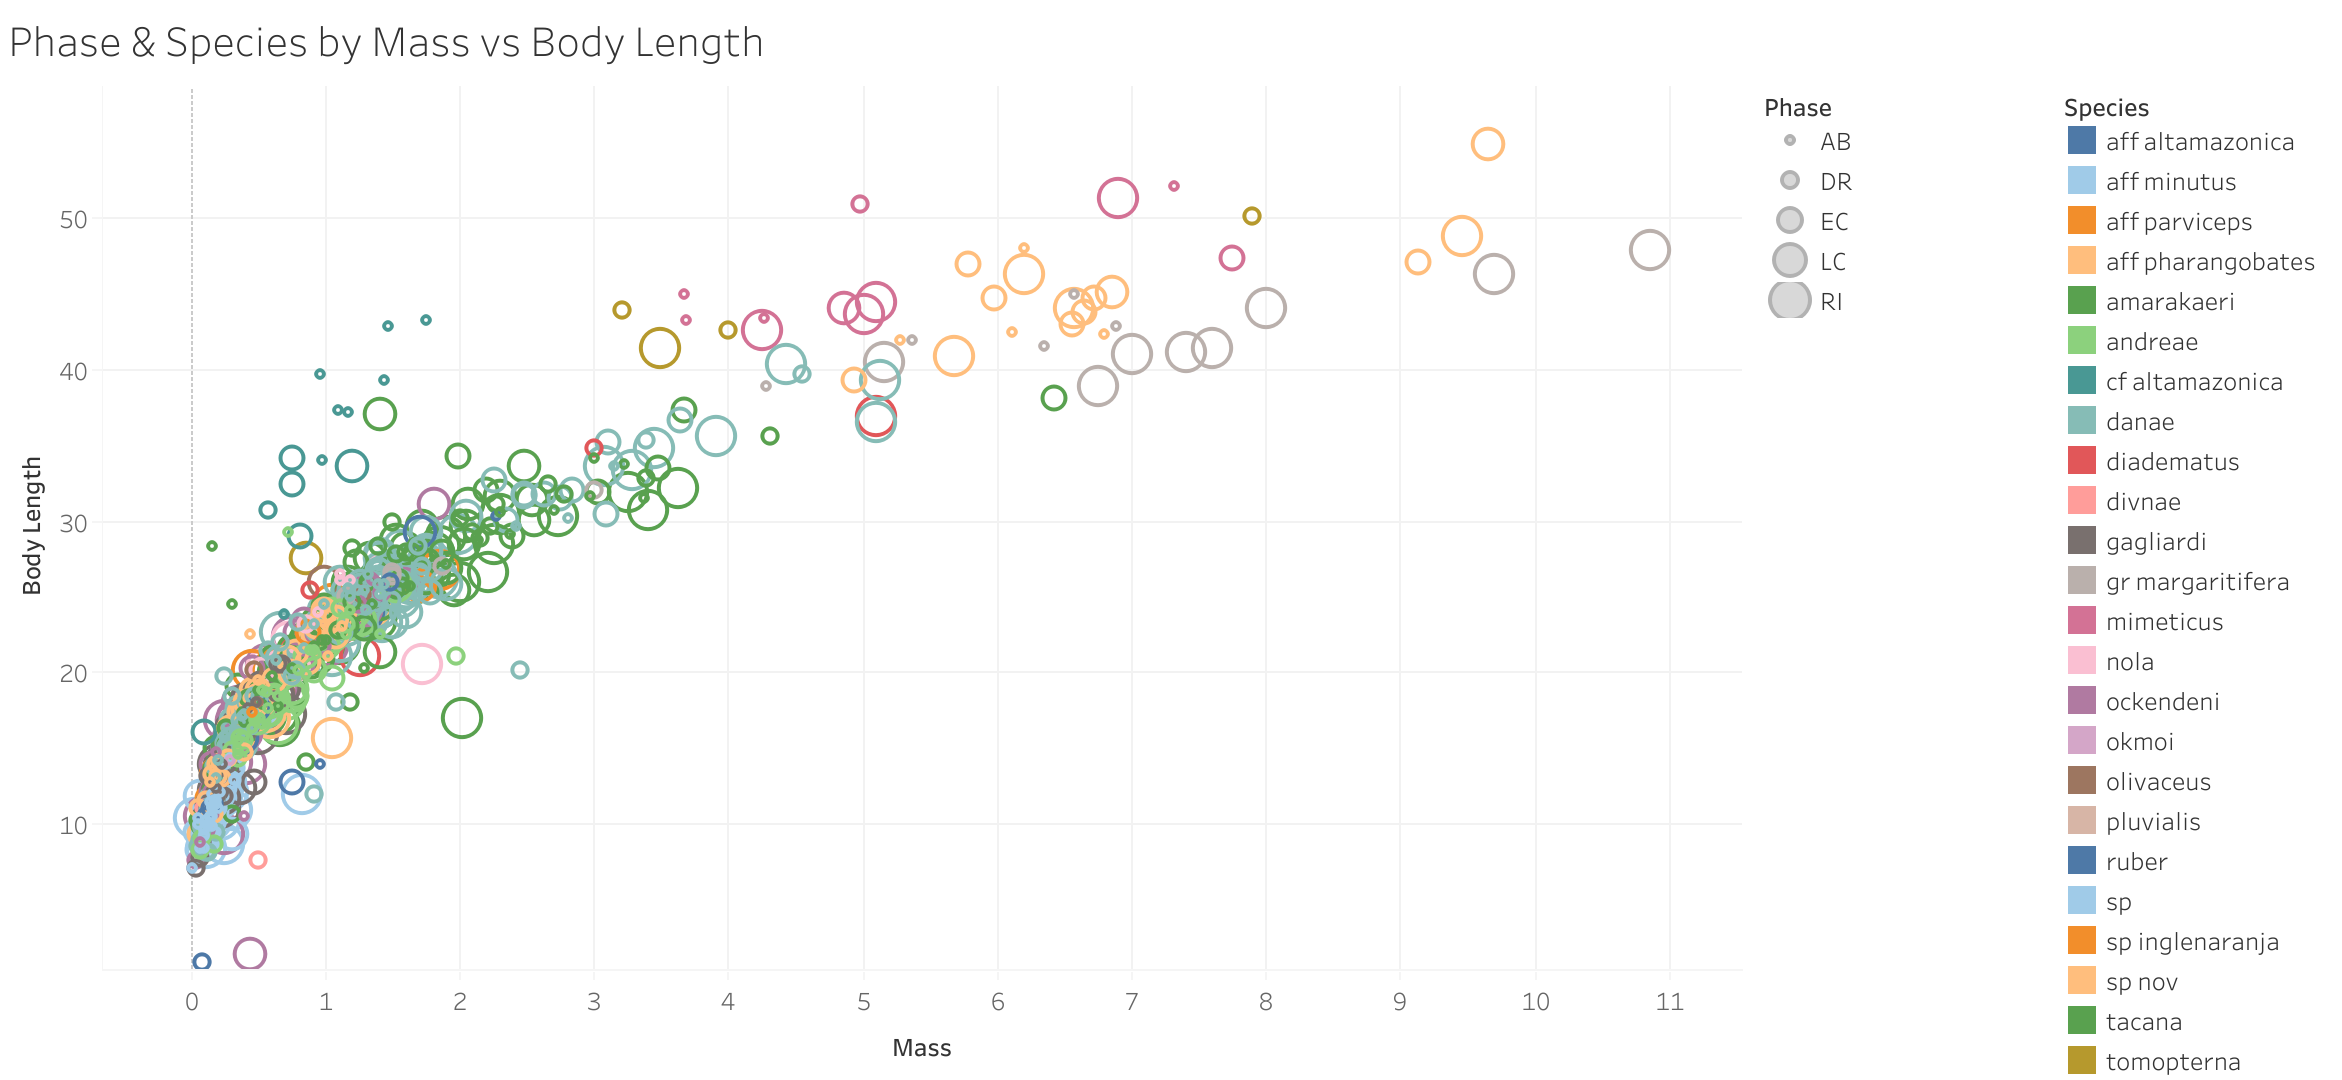 Phase & Species by Mass vs Body Length
Body Length
50
40
30
20
10
0 1 2 3 4 5 6 7 8 9 10 11
Mass
Phase
AB
DR
EC
LC
RI
Species
aff altamazonica
aff minutus
aff parviceps
aff pharangobates
amarakaeri
andreae
cf altamazonica
danae
diadematus
divnae
gagliardi
gr margaritifera
mimeticus
nola
ockendeni
okmoi
olivaceus
pluvialis
ruber
sp
sp inglenaranja
sp nov
tacana
tomopterna